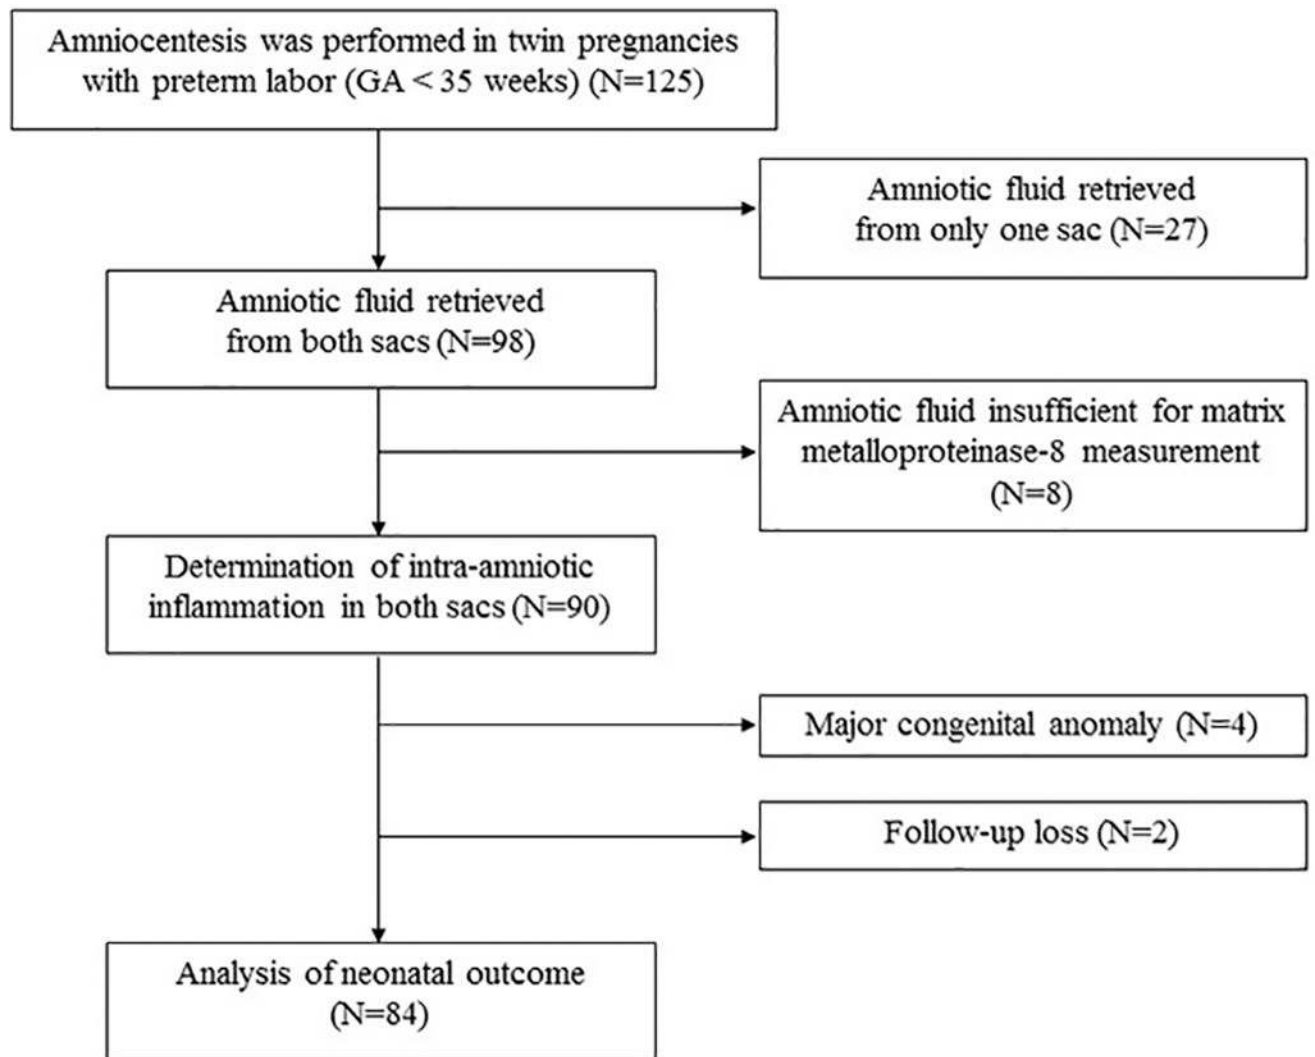 Amniocentesis was performed in twin pregnancies
with preterm labor (GA < 35 weeks) (N=125)
Amniotic fluid retrieved
from only one sac (N=27)
Amniotic fluid retrieved
from both sacs (N=98)
Amniotic fluid insufficient for matrix
metalloproteinase-8 measurement
(N=8)
Determination of intra-amniotic
inflammation in both sacs (N=90)
Major congenital anomaly (N=4)
Follow-up loss (N=2)
Analysis of neonatal outcome
(N=84)